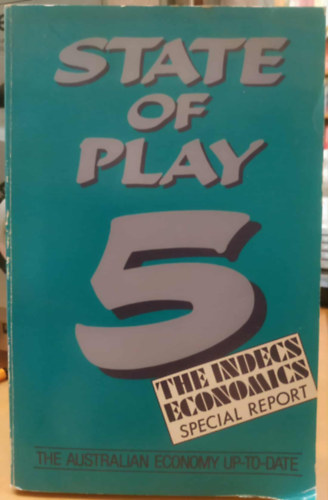 STATE
OF
PLAY
5
THE INDECS
ECONOMICS
SPECIAL REPORT
THE AUSTRALIAN ECONOMY UP-TO-DATE